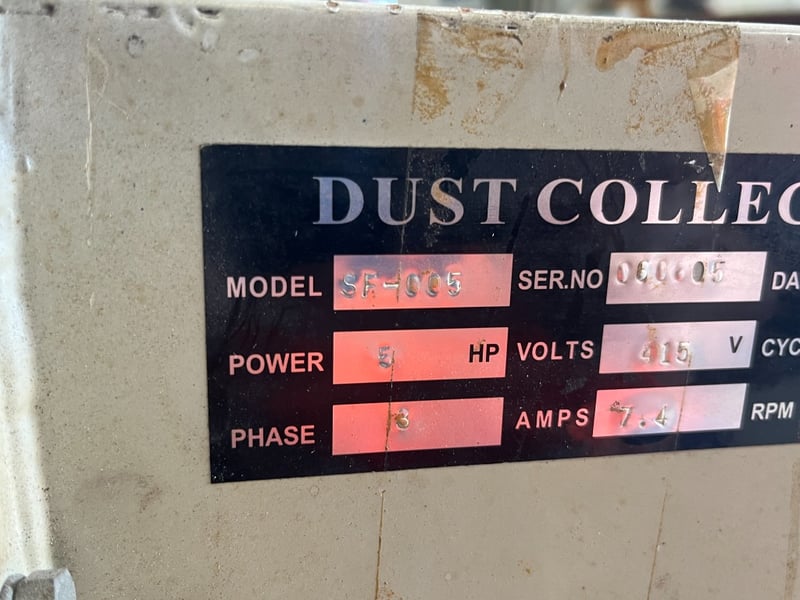 DUST COLLEC
MODEL SF-005 SER.NO DA
POWER 5 HP VOLTS 415 V CYC
PHASE 3 AMPS 7.4 RPM